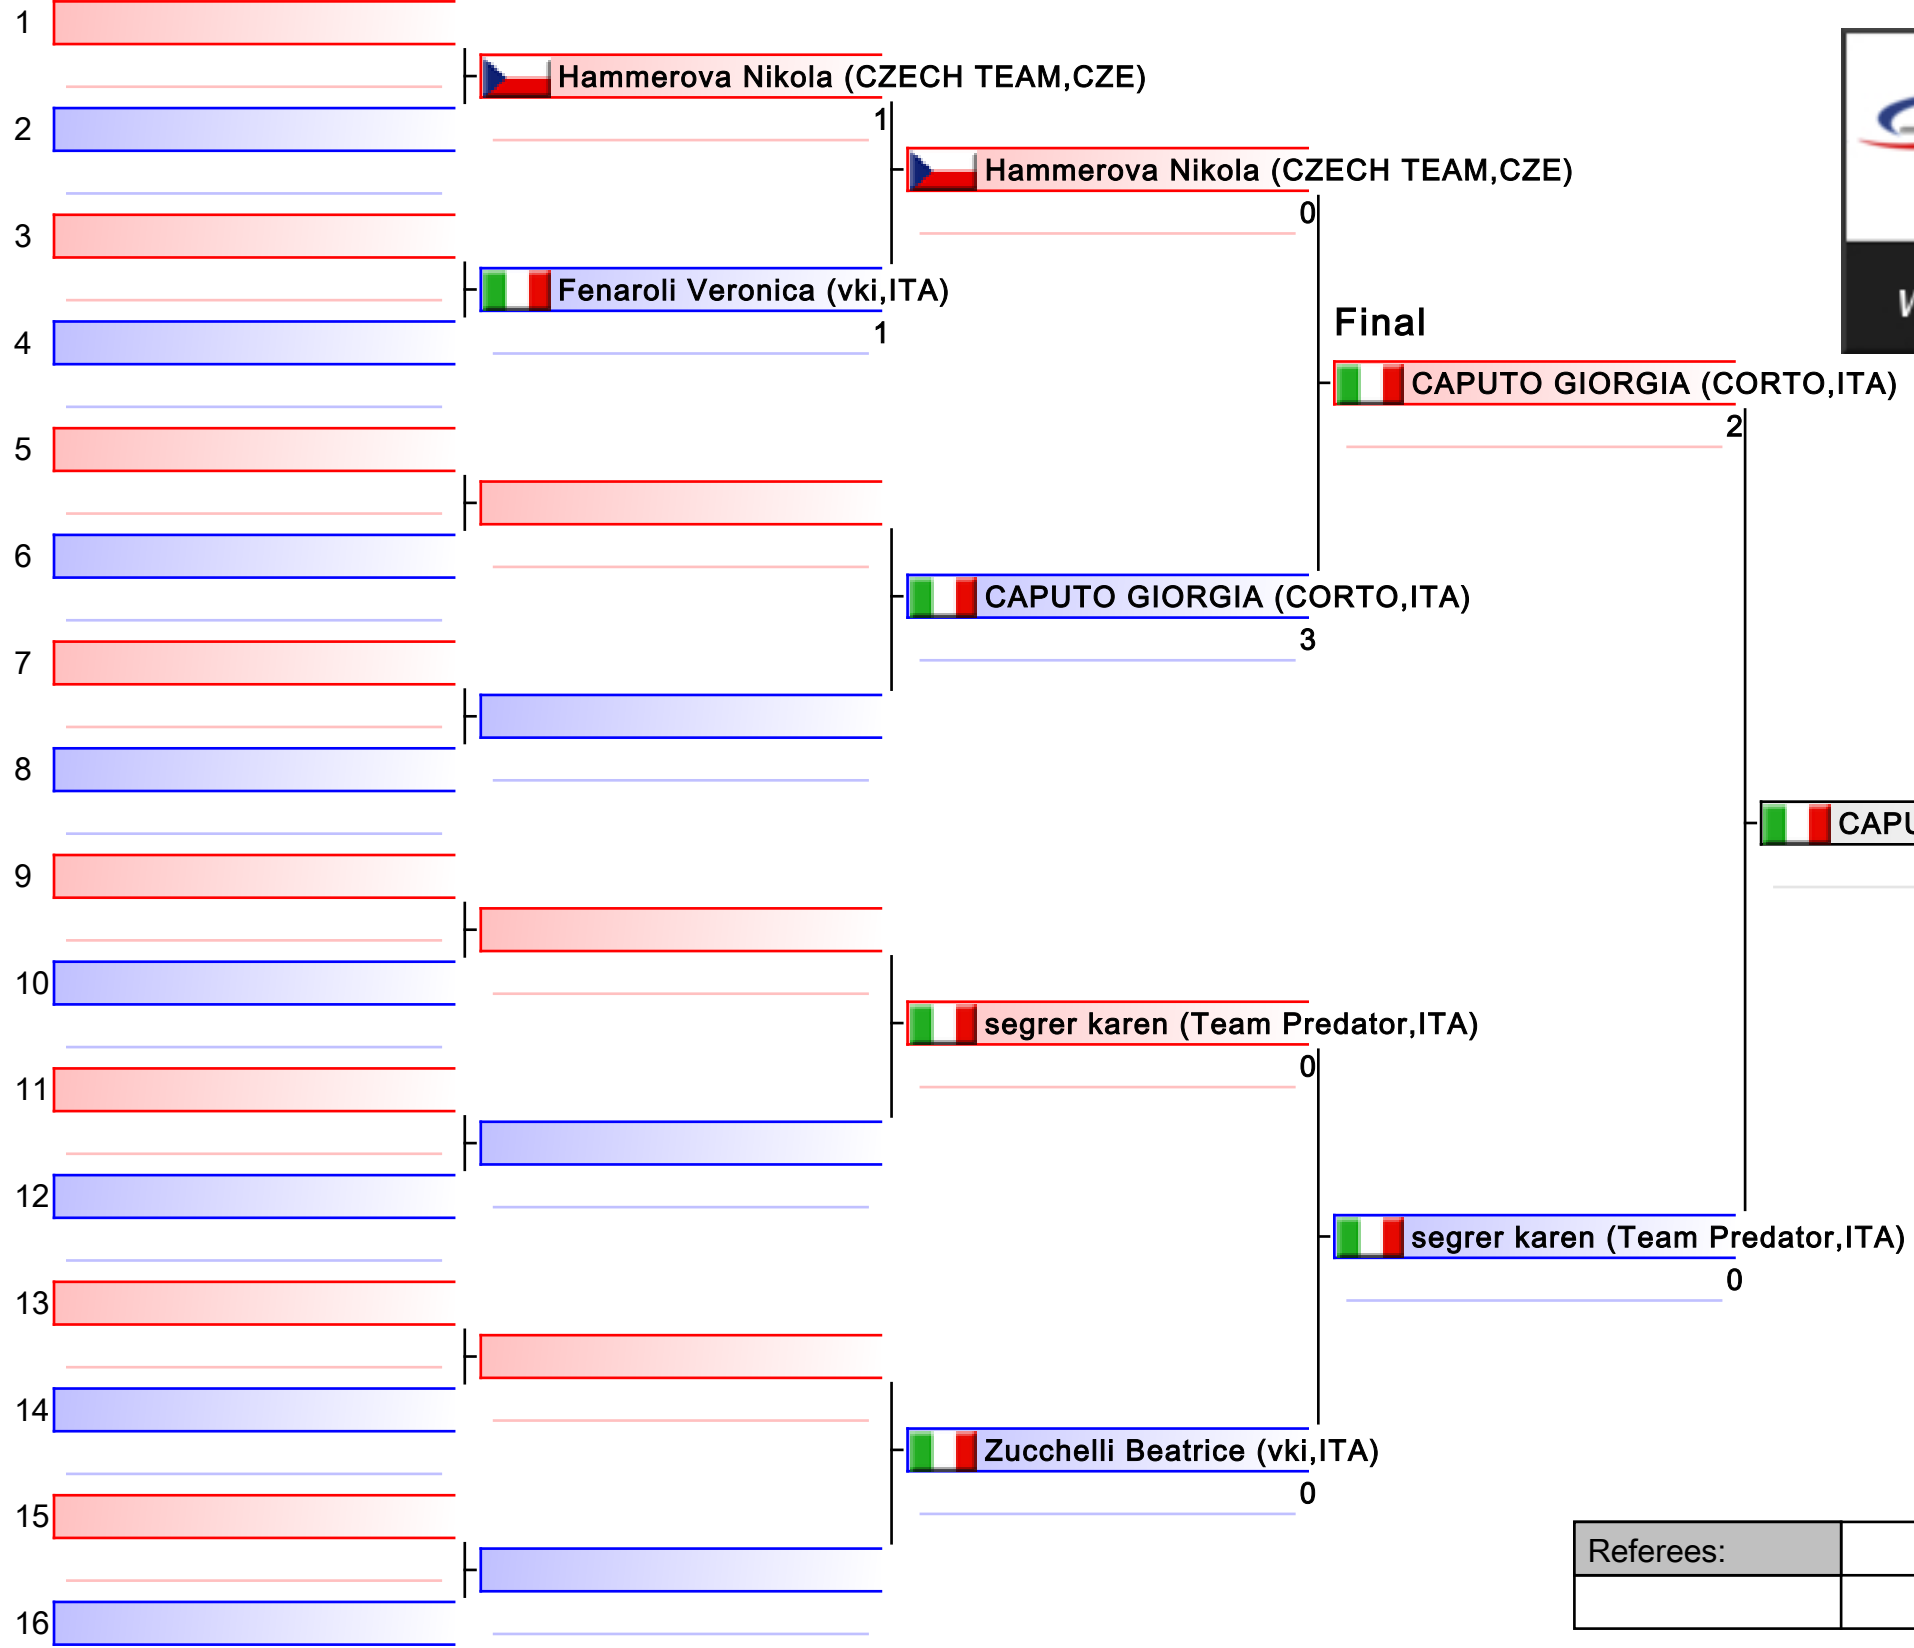 1
Hammerova Nikola (CZECH TEAM,CZE)
1
2
Hammerova Nikola (CZECH TEAM,CZE)
0
3
Fenaroli Veronica (vki,ITA)
1
Final
4
CAPUTO GIORGIA (CORTO,ITA)
2
5
6
CAPUTO GIORGIA (CORTO,ITA)
3
7
8
CAPU
9
10
segrer karen (Team Predator,ITA)
0
11
12
segrer karen (Team Predator,ITA)
0
13
14
Zucchelli Beatrice (vki,ITA)
0
15
Referees:
16